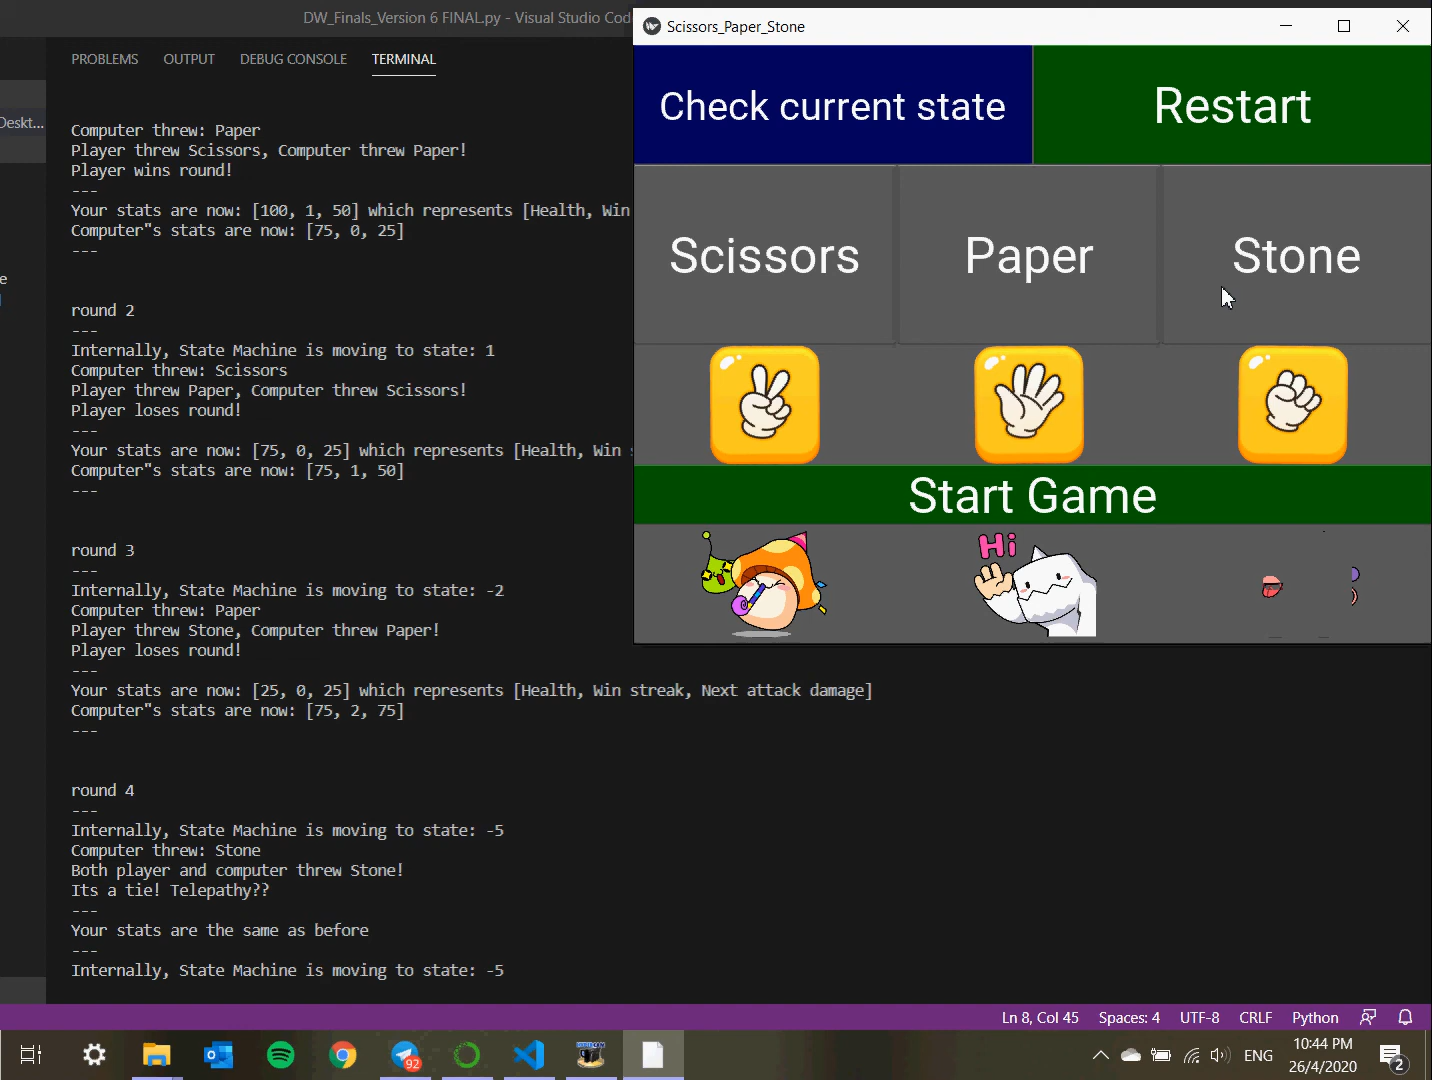 DW_Finals_Version 6 FINAL.py - Visual Studio Cod
Scissors_Paper_Stone
PROBLEMS
OUTPUT
DEBUG CONSOLE
TERMINAL
Deskt...
Check current state
Restart
Scissors
Paper
Stone
Start Game
Hi
Computer threw: Paper
Player threw Scissors, Computer threw Paper!
Player wins round!
---
Your stats are now: [100, 1, 50] which represents [Health, Win
Computer"s stats are now: [75, 0, 25]
---
round 2
---
Internally, State Machine is moving to state: 1
Computer threw: Scissors
Player threw Paper, Computer threw Scissors!
Player loses round!
---
Your stats are now: [75, 0, 25] which represents [Health, Win
Computer"s stats are now: [75, 1, 50]
---
round 3
---
Internally, State Machine is moving to state: -2
Computer threw: Paper
Player threw Stone, Computer threw Paper!
Player loses round!
---
Your stats are now: [25, 0, 25] which represents [Health, Win streak, Next attack damage]
Computer"s stats are now: [75, 2, 75]
---
round 4
---
Internally, State Machine is moving to state: -5
Computer threw: Stone
Both player and computer threw Stone!
Its a tie! Telepathy??
---
Your stats are the same as before
---
Internally, State Machine is moving to state: -5
Ln 8, Col 45
Spaces: 4
UTF-8
CRLF
Python
92
ENG
10:44 PM
26/4/2020
2